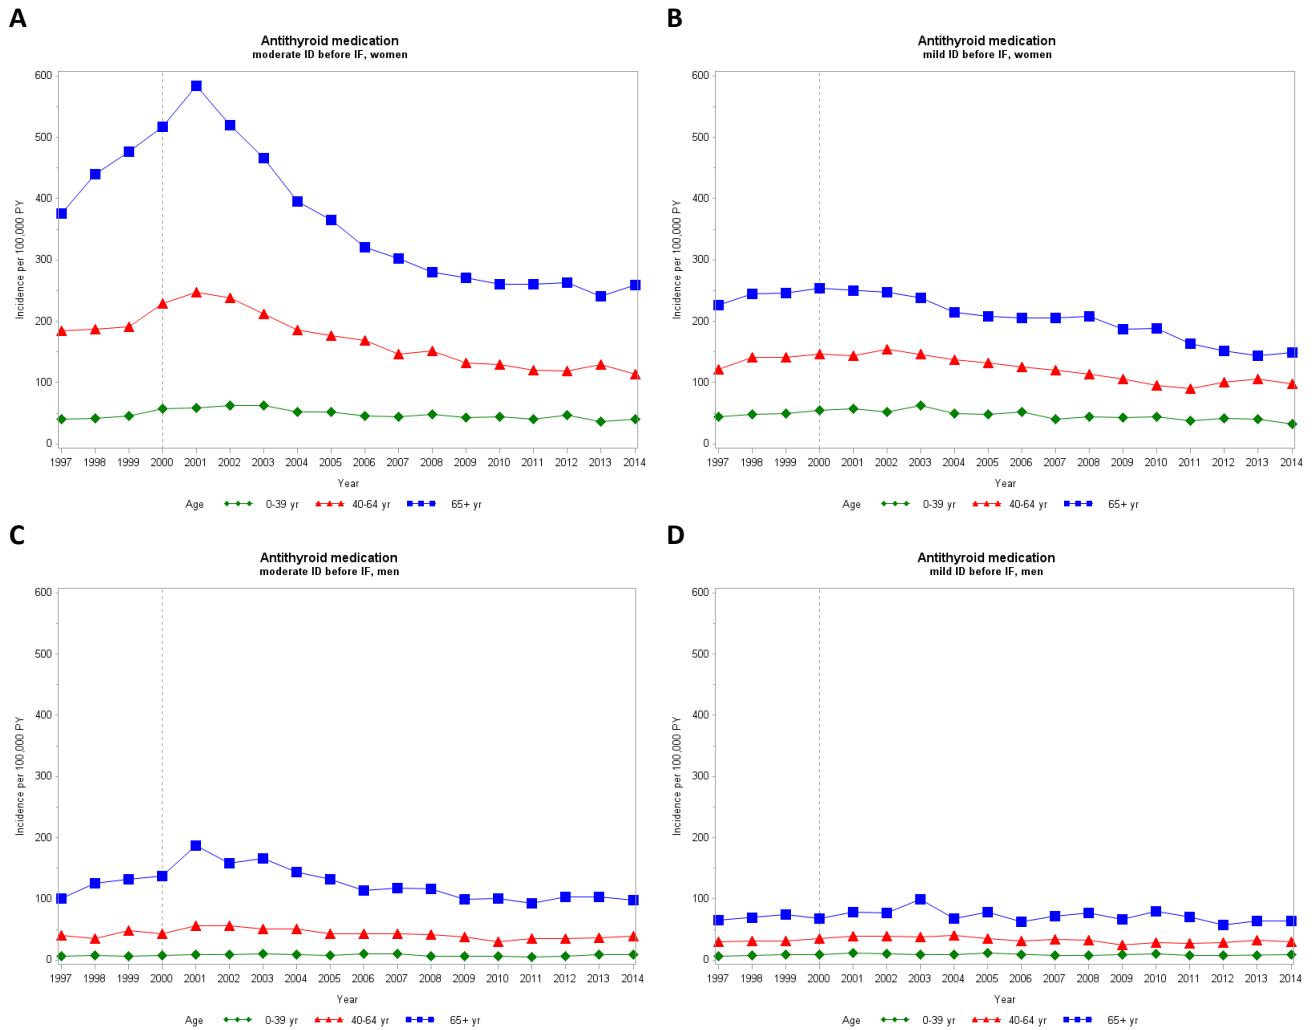 A
Antithyroid medication
moderate ID before IF, women
600
500
400
300
200
100
0
Incidence per 100,000 PY
1997 1998 1999 2000 2001 2002 2003 2004 2005 2006 2007 2008 2009 2010 2011 2012 2013 2014
Year
Age 0-39 yr 40-64 yr 65+ yr
B
Antithyroid medication
mild ID before IF, women
600
500
400
300
200
100
0
Incidence per 100,000 PY
1997 1998 1999 2000 2001 2002 2003 2004 2005 2006 2007 2008 2009 2010 2011 2012 2013 2014
Year
Age 0-39 yr 40-64 yr 65+ yr
C
Antithyroid medication
moderate ID before IF, men
600
500
400
300
200
100
0
Incidence per 100,000 PY
1997 1998 1999 2000 2001 2002 2003 2004 2005 2006 2007 2008 2009 2010 2011 2012 2013 2014
Year
Age 0-39 yr 40-64 yr 65+ yr
D
Antithyroid medication
mild ID before IF, men
600
500
400
300
200
100
0
Incidence per 100,000 PY
1997 1998 1999 2000 2001 2002 2003 2004 2005 2006 2007 2008 2009 2010 2011 2012 2013 2014
Year
Age 0-39 yr 40-64 yr 65+ yr